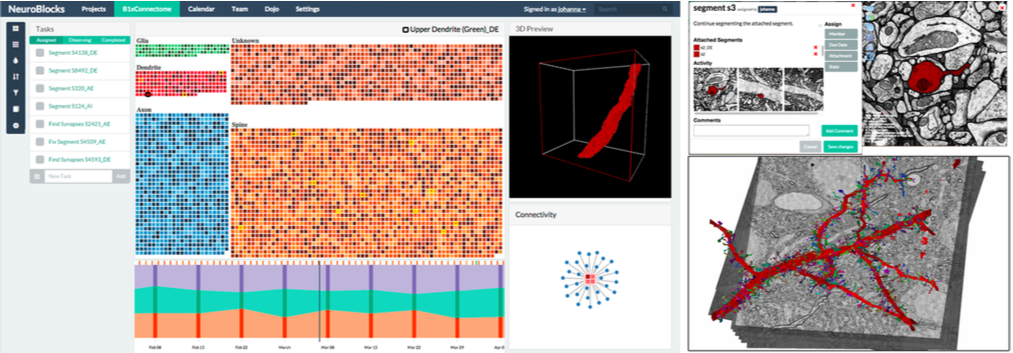 NeuroBlocks Projects B1xConnectome Calendar Team Dojo Settings Signed in as johanna Search
Tasks
Assigned Observing Completed
Segment S4138_DE
Segment S8492_DE
Segment S320_AE
Segment S124_AI
Find Synapses S2421_AE
Fix Segment S4509_AE
Find Synapses S4593_DE
New Task Add
Upper Dendrite (Green)_DE
Glia
Unknown
Dendrite
Axon
Spine
Feb 08 Feb 15 Feb 22 March Mar 08 Mar 15 Mar 22 Mar 29 Apr 0
3D Preview
Connectivity
segment s3 assigned to johanna
Continue segmenting the attached segment.
Assign
Member
Due Date
Attachment
State
Attached Segments
s3_DE
s3
Activity
Comments
Add Comment
Cancel Save changes